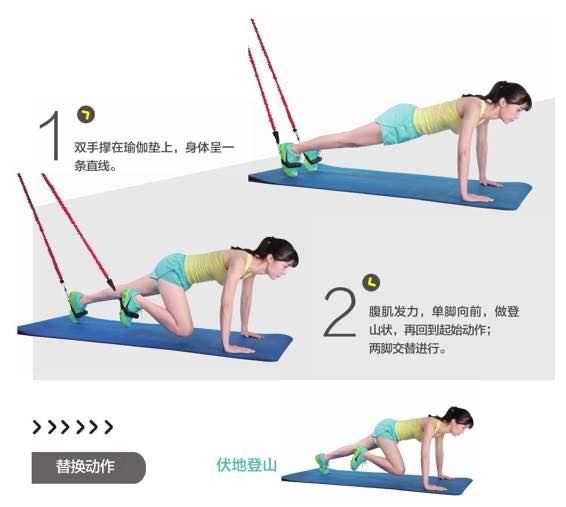 1
双手撑在瑜伽垫上，身体呈一
条直线。
2
腹肌发力，单脚向前，做登
山状，再回到起始动作；
两脚交替进行。
替换动作
伏地登山